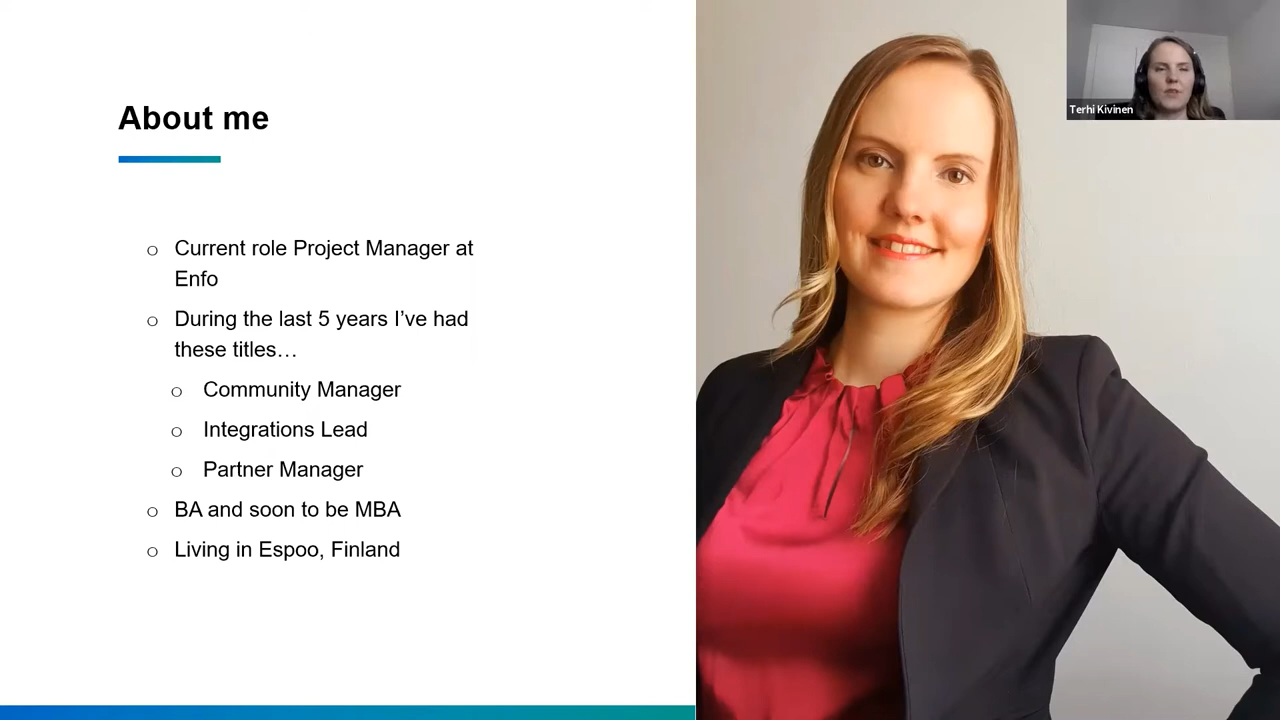 About me
Current role Project Manager at
Enfo
During the last 5 years I’ve had
these titles…
Community Manager
Integrations Lead
Partner Manager
BA and soon to be MBA
Living in Espoo, Finland
Terhi Kivinen